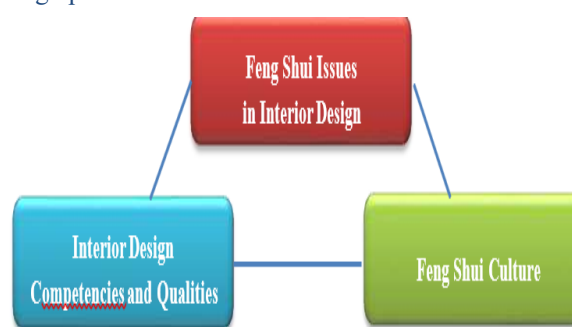 Feng Shui Issues
in Interior Design
Interior Design
Competencies and Qualities
Feng Shui Culture